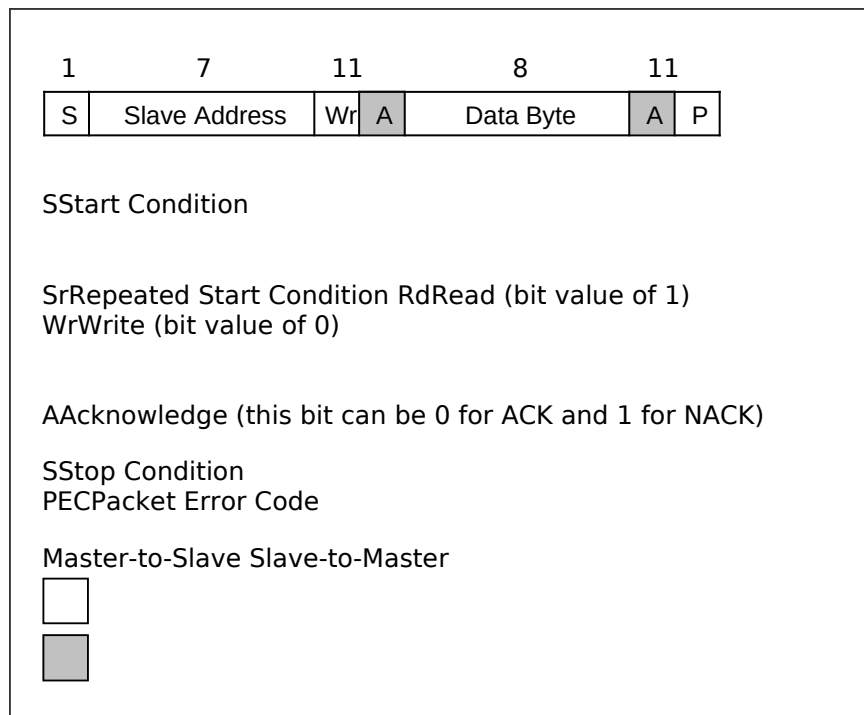 1 7 11 8 11
S Slave Address Wr A Data Byte A P
SStart Condition
SrRepeated Start Condition RdRead (bit value of 1)
WrWrite (bit value of 0)
AAcknowledge (this bit can be 0 for ACK and 1 for NACK)
SStop Condition
PECPacket Error Code
Master-to-Slave Slave-to-Master